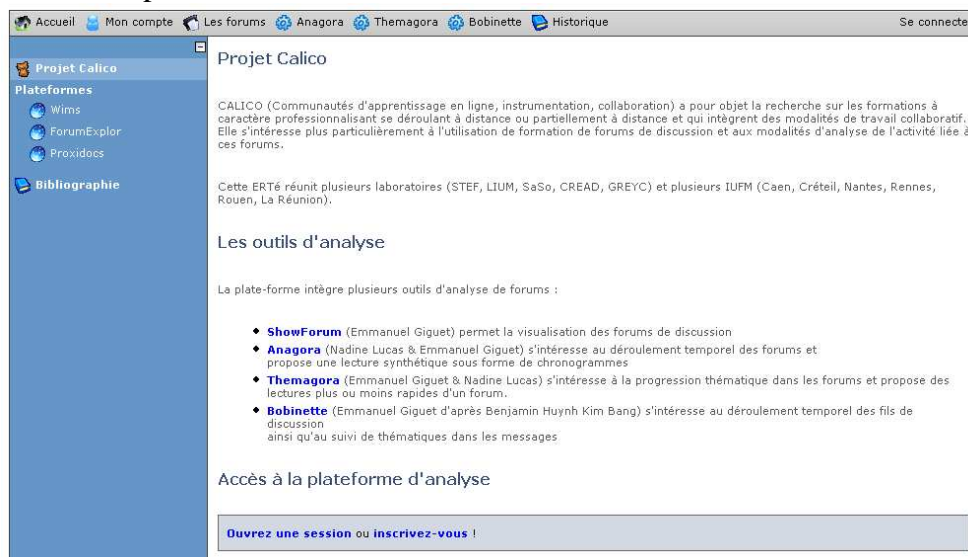 Accueil Mon compte Les forums Anagora Themagora Bobinette Historique Se connecte
Projet Calico
Plateformes
Wims
ForumExplor
Proxidocs
Bibliographie
Projet Calico
CALICO (Communautés d'apprentissage en ligne, instrumentation, collaboration) a pour objet la recherche sur les formations à
caractère professionnalisant se déroulant à distance ou partiellement à distance et qui intègrent des modalités de travail collaboratif.
Elle s'intéresse plus particulièrement à l'utilisation de formation de forums de discussion et aux modalités d'analyse de l'activité liée à
ces forums.
Cette ERTé réunit plusieurs laboratoires (STEF, LIUM, SaSo, CREAD, GREYC) et plusieurs IUFM (Caen, Créteil, Nantes, Rennes,
Rouen, La Réunion).
Les outils d'analyse
La plate-forme intègre plusieurs outils d'analyse de forums :
ShowForum (Emmanuel Giguet) permet la visualisation des forums de discussion
Anagora (Nadine Lucas & Emmanuel Giguet) s'intéresse au déroulement temporel des forums et
propose une lecture synthétique sous forme de chronogrammes
Themagora (Emmanuel Giguet & Nadine Lucas) s'intéresse à la progression thématique dans les forums et propose des
lectures plus ou moins rapides d'un forum.
Bobinette (Emmanuel Giguet d'après Benjamin Huynh Kim Bang) s'intéresse au déroulement temporel des fils de
discussion
ainsi qu'au suivi de thématiques dans les messages
Accès à la plateforme d'analyse
Ouvrez une session ou inscrivez-vous !